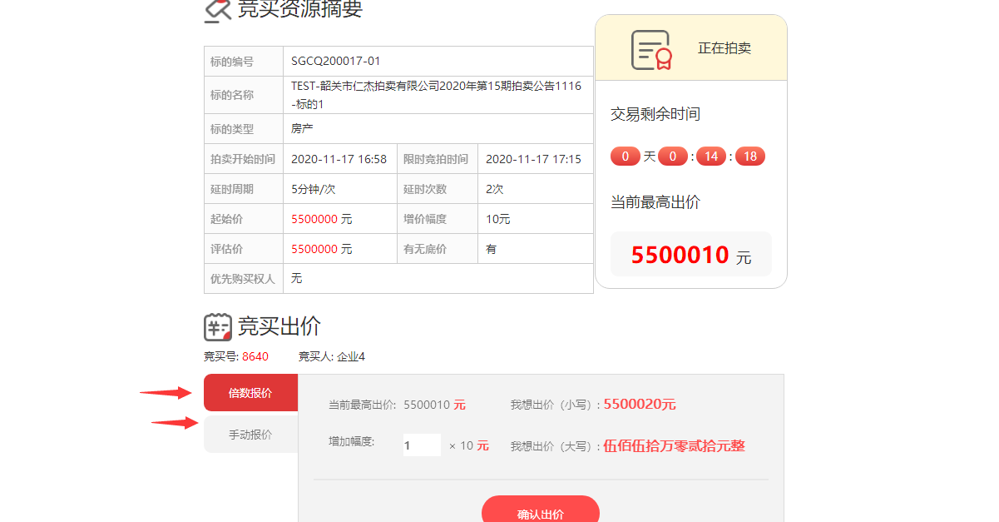 竞买资源摘要
标的编号 SGCQ200017-01
标的名称 TEST-韶关市仁杰拍卖有限公司2020年第15期拍卖公告1116
-标的1
标的类型 房产
拍卖开始时间 2020-11-17 16:58 限时竞拍时间 2020-11-17 17:15
延时周期 5分钟/次 延时次数 2次
起始价 5500000 元 增价幅度 10元
评估价 5500000 元 有无底价 有
优先购买权人 无
正在拍卖
交易剩余时间
0 天 0 : 14 : 18
当前最高出价
5500010 元
竞买出价
竞买号: 8640 竞买人: 企业4
倍数报价
手动报价
当前最高出价: 5500010 元 我想出价（小写）: 5500020元
增加幅度: 1 × 10 元 我想出价（大写）: 伍佰伍拾万零贰拾元整
确认出价